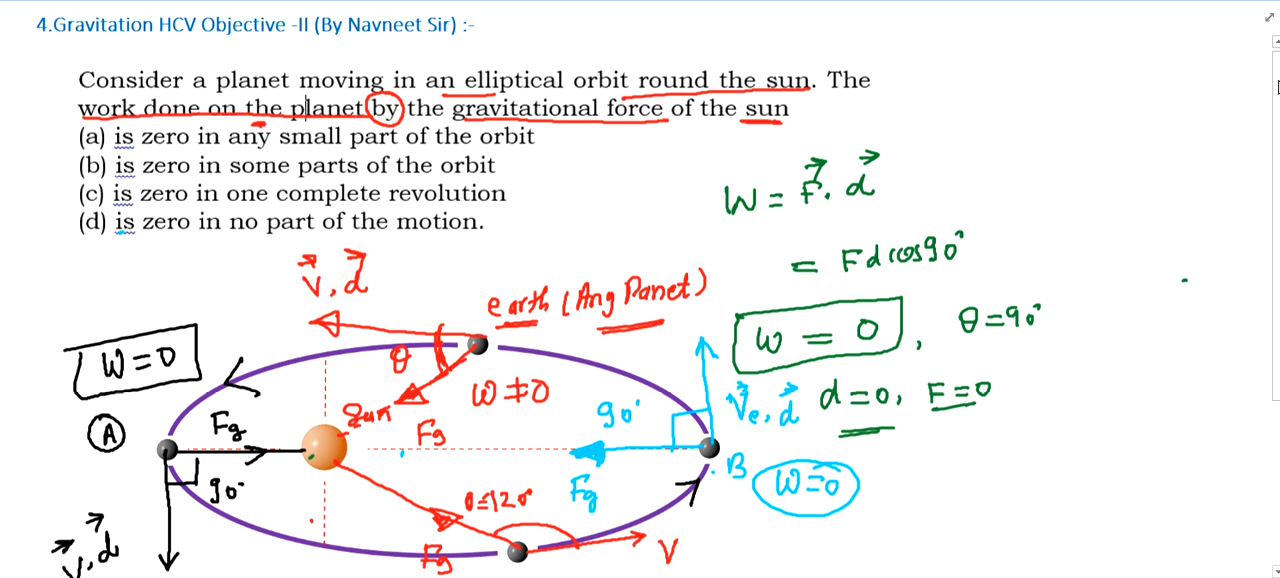 4.Gravitation HCV Objective -II (By Navneet Sir) :-
Consider a planet moving in an elliptical orbit round the sun. The
work done on the planet by the gravitational force of the sun
(a) is zero in any small part of the orbit
(b) is zero in some parts of the orbit
(c) is zero in one complete revolution
(d) is zero in no part of the motion.
W = F. d
= Fd cos90°
W = 0, θ=90°
d=0, F=0
V, d
earth (Any Planet)
W=0
θ
W≠0
Sun
Fg
A
Fg
90°
V, d
90°
Ve, d
Fg
B
W=0
θ=120°
Fg
V